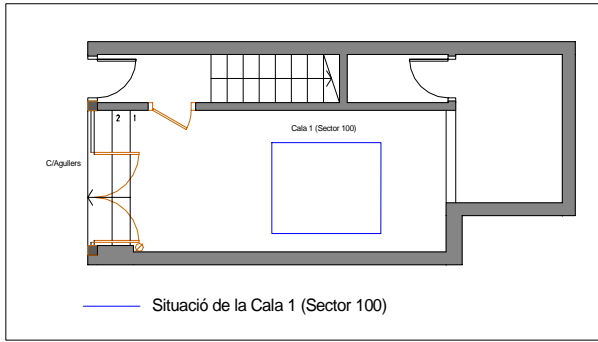 2 1
Cala 1 (Sector 100)
C/Agullers
Situació de la Cala 1 (Sector 100)